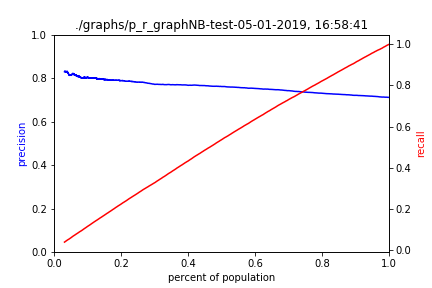 ./graphs/p_r_graphNB-test-05-01-2019, 16:58:41
precision
1.0
0.8
0.6
0.4
0.2
0.0
1.0
0.8
0.6
0.4
0.2
0.0
recall
0.0 0.2 0.4 0.6 0.8 1.0
percent of population